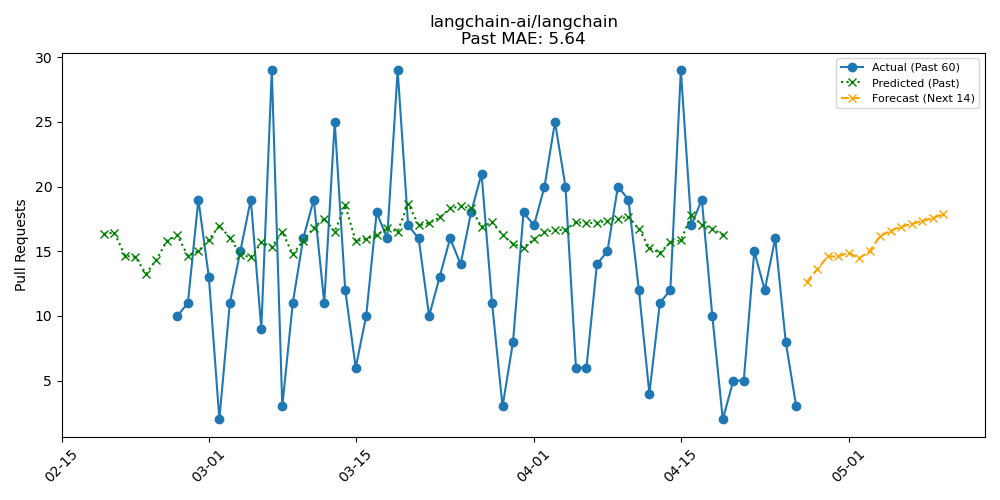 langchain-ai/langchain
Past MAE: 5.64
Actual (Past 60)
Predicted (Past)
Forecast (Next 14)
Pull Requests
30
25
20
15
10
5
02-15
03-01
03-15
04-01
04-15
05-01